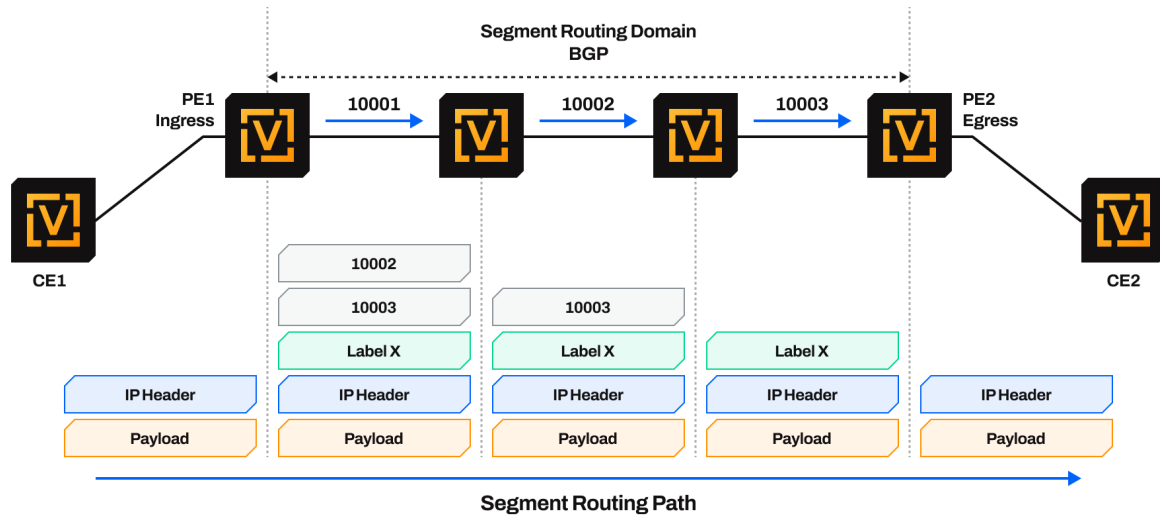 Segment Routing Domain
BGP
PE1
Ingress
10001
10002
10003
PE2
Egress
V
V
V
V
V
V
CE1
CE2
10002
10003
10003
Label X
Label X
Label X
IP Header
IP Header
IP Header
IP Header
IP Header
Payload
Payload
Payload
Payload
Payload
Segment Routing Path